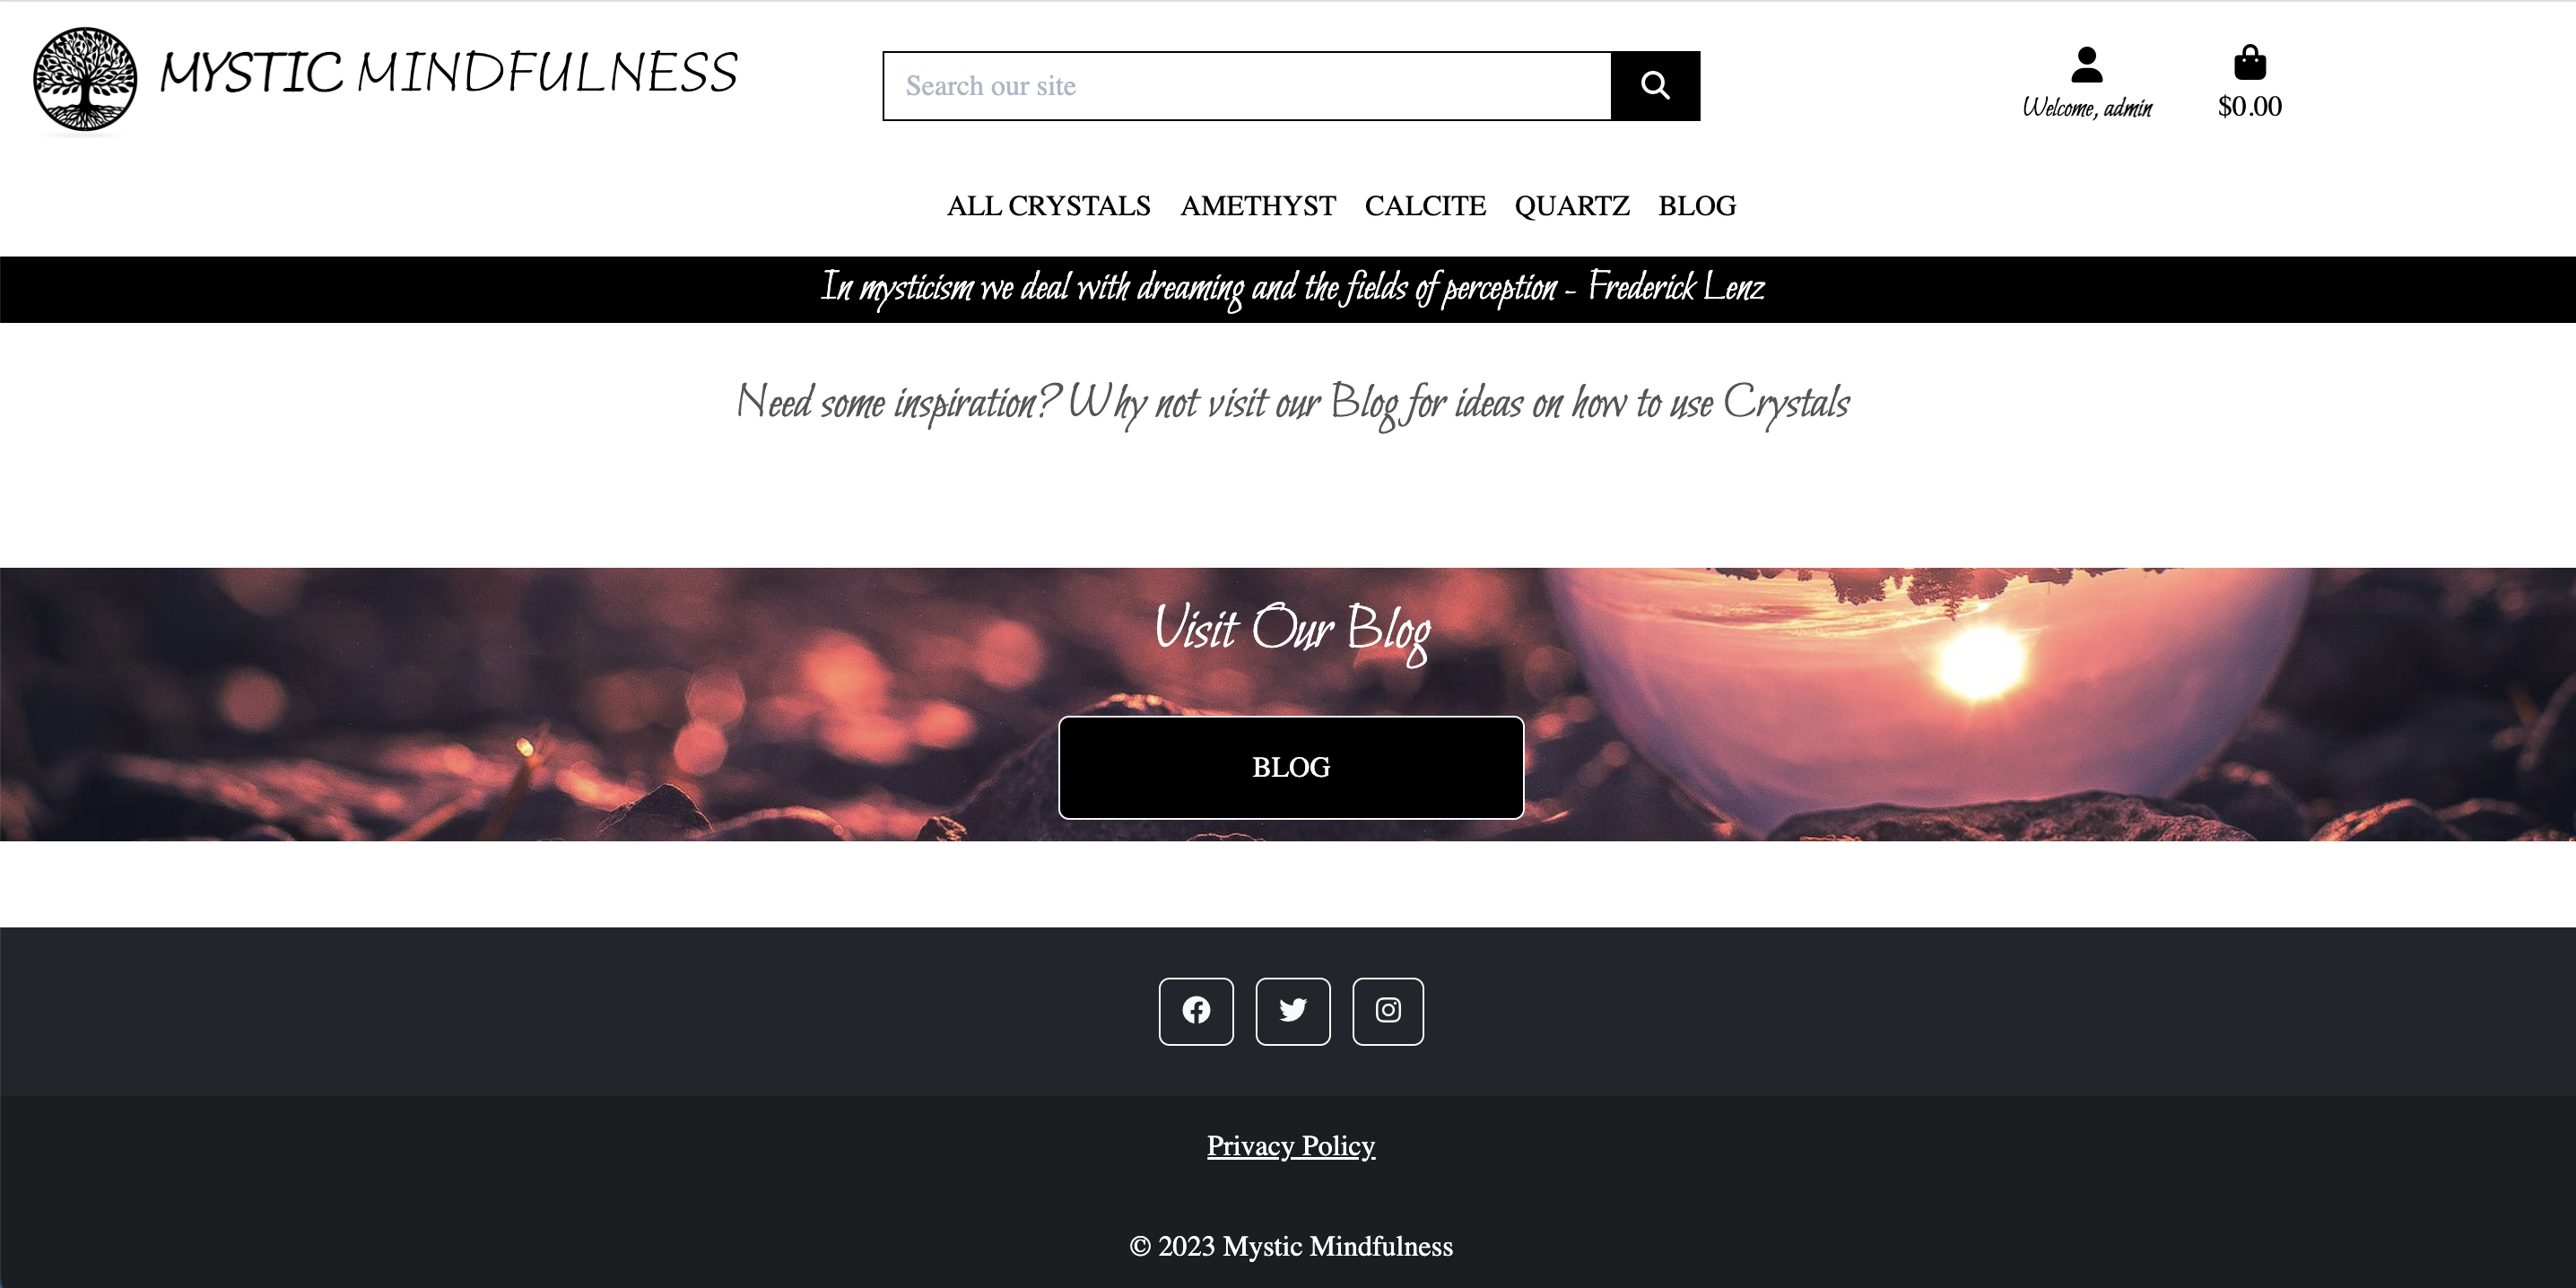 MYSTIC MINDFULNESS
Search our site
Welcome, admin
$0.00
ALL CRYSTALS AMETHYST CALCITE QUARTZ BLOG
In mysticism we deal with dreaming and the fields of perception - Frederick Lenz
Need some inspiration? Why not visit our Blog for ideas on how to use Crystals
Visit Our Blog
BLOG
Privacy Policy
© 2023 Mystic Mindfulness